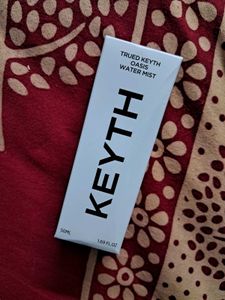 TRUED KEYTH
OASIS
WATER MIST
KEYTH
50ML
1.69 FL.OZ